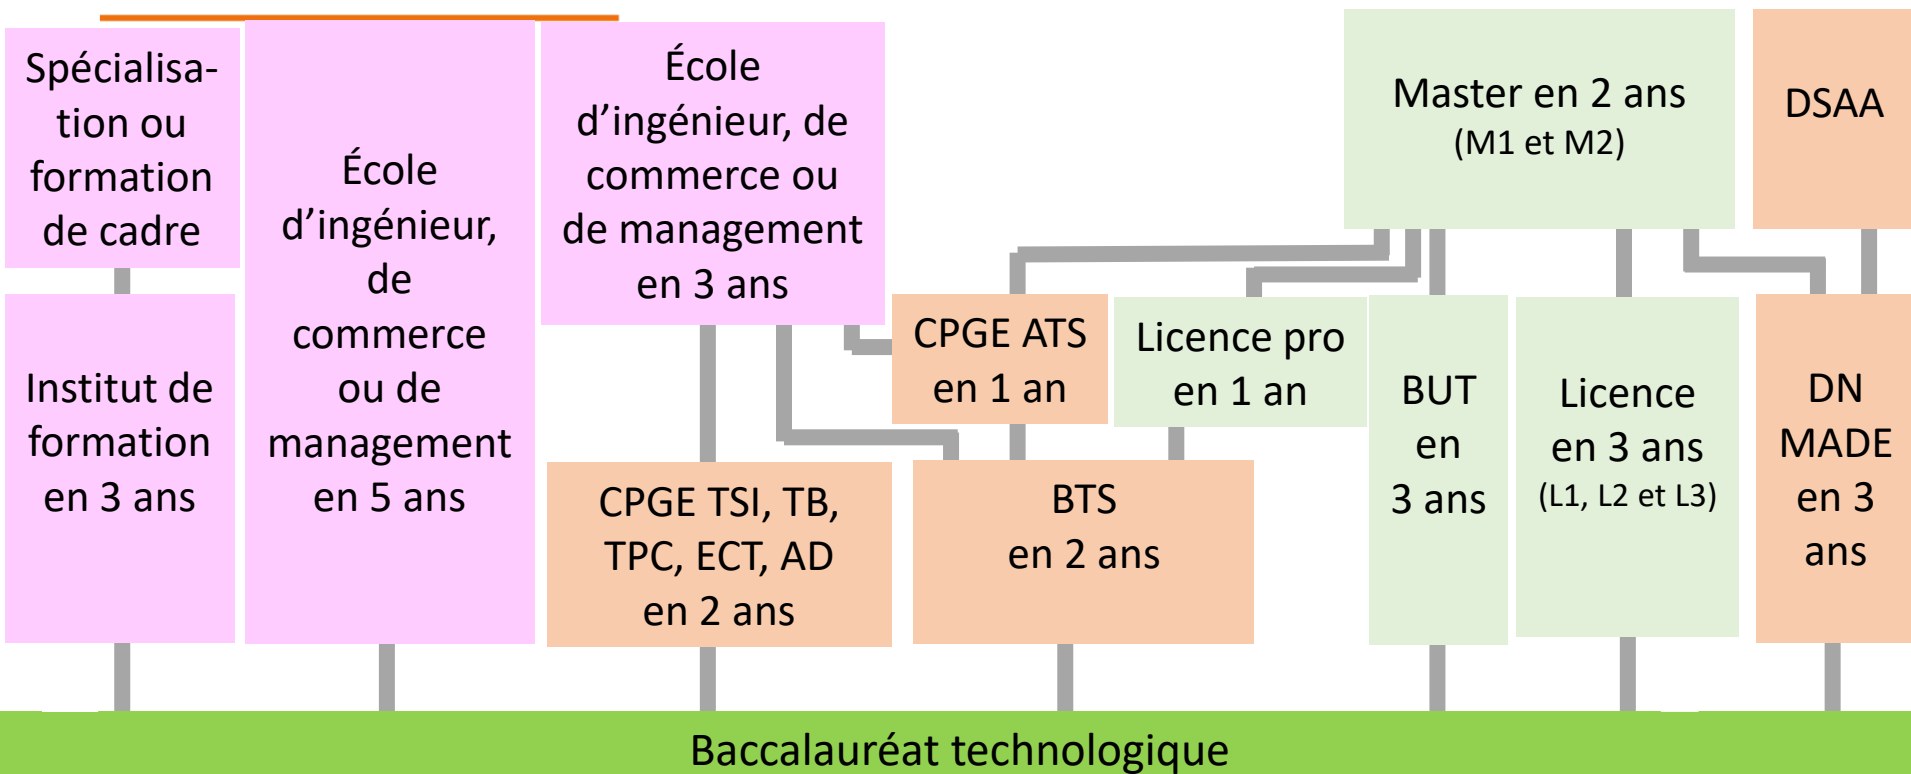 Spécialisa-
tion ou
formation
de cadre
Institut de
formation
en 3 ans
École
d’ingénieur,
de
commerce
ou de
management
en 5 ans
École
d’ingénieur, de
commerce ou
de management
en 3 ans
CPGE TSI, TB,
TPC, ECT, AD
en 2 ans
CPGE ATS
en 1 an
Licence pro
en 1 an
BTS
en 2 ans
Master en 2 ans
(M1 et M2)
BUT
en
3 ans
Licence
en 3 ans
(L1, L2 et L3)
DSAA
DN
MADE
en 3
ans
Baccalauréat technologique